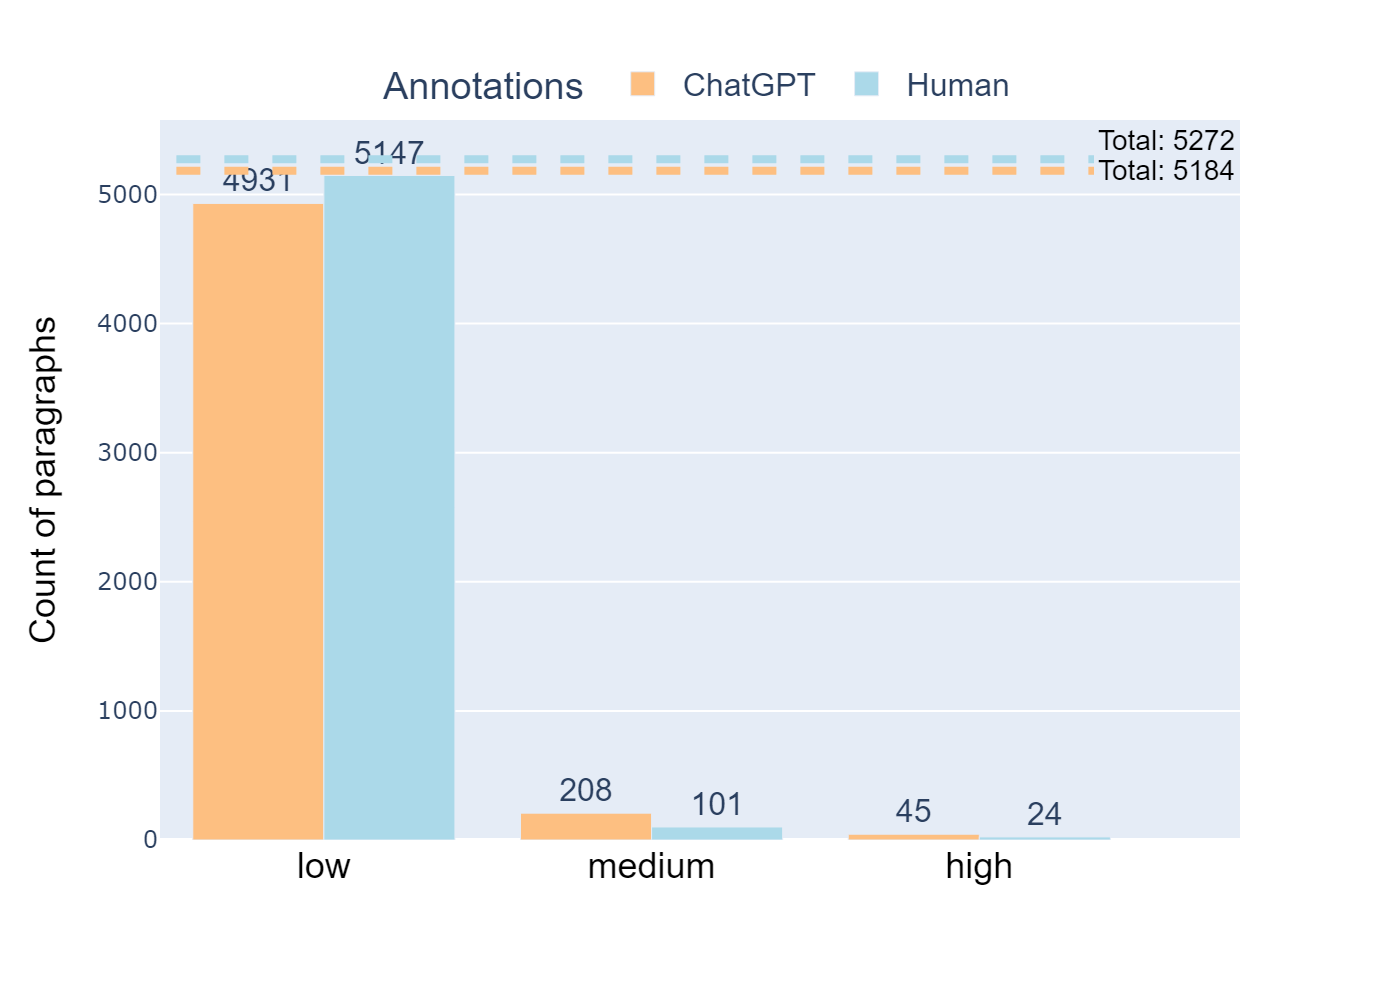 Annotations ChatGPT Human
Total: 5272
Total: 5184
5147
4931
5000
4000
3000
2000
1000
0
Count of paragraphs
208
101
45
24
low medium high